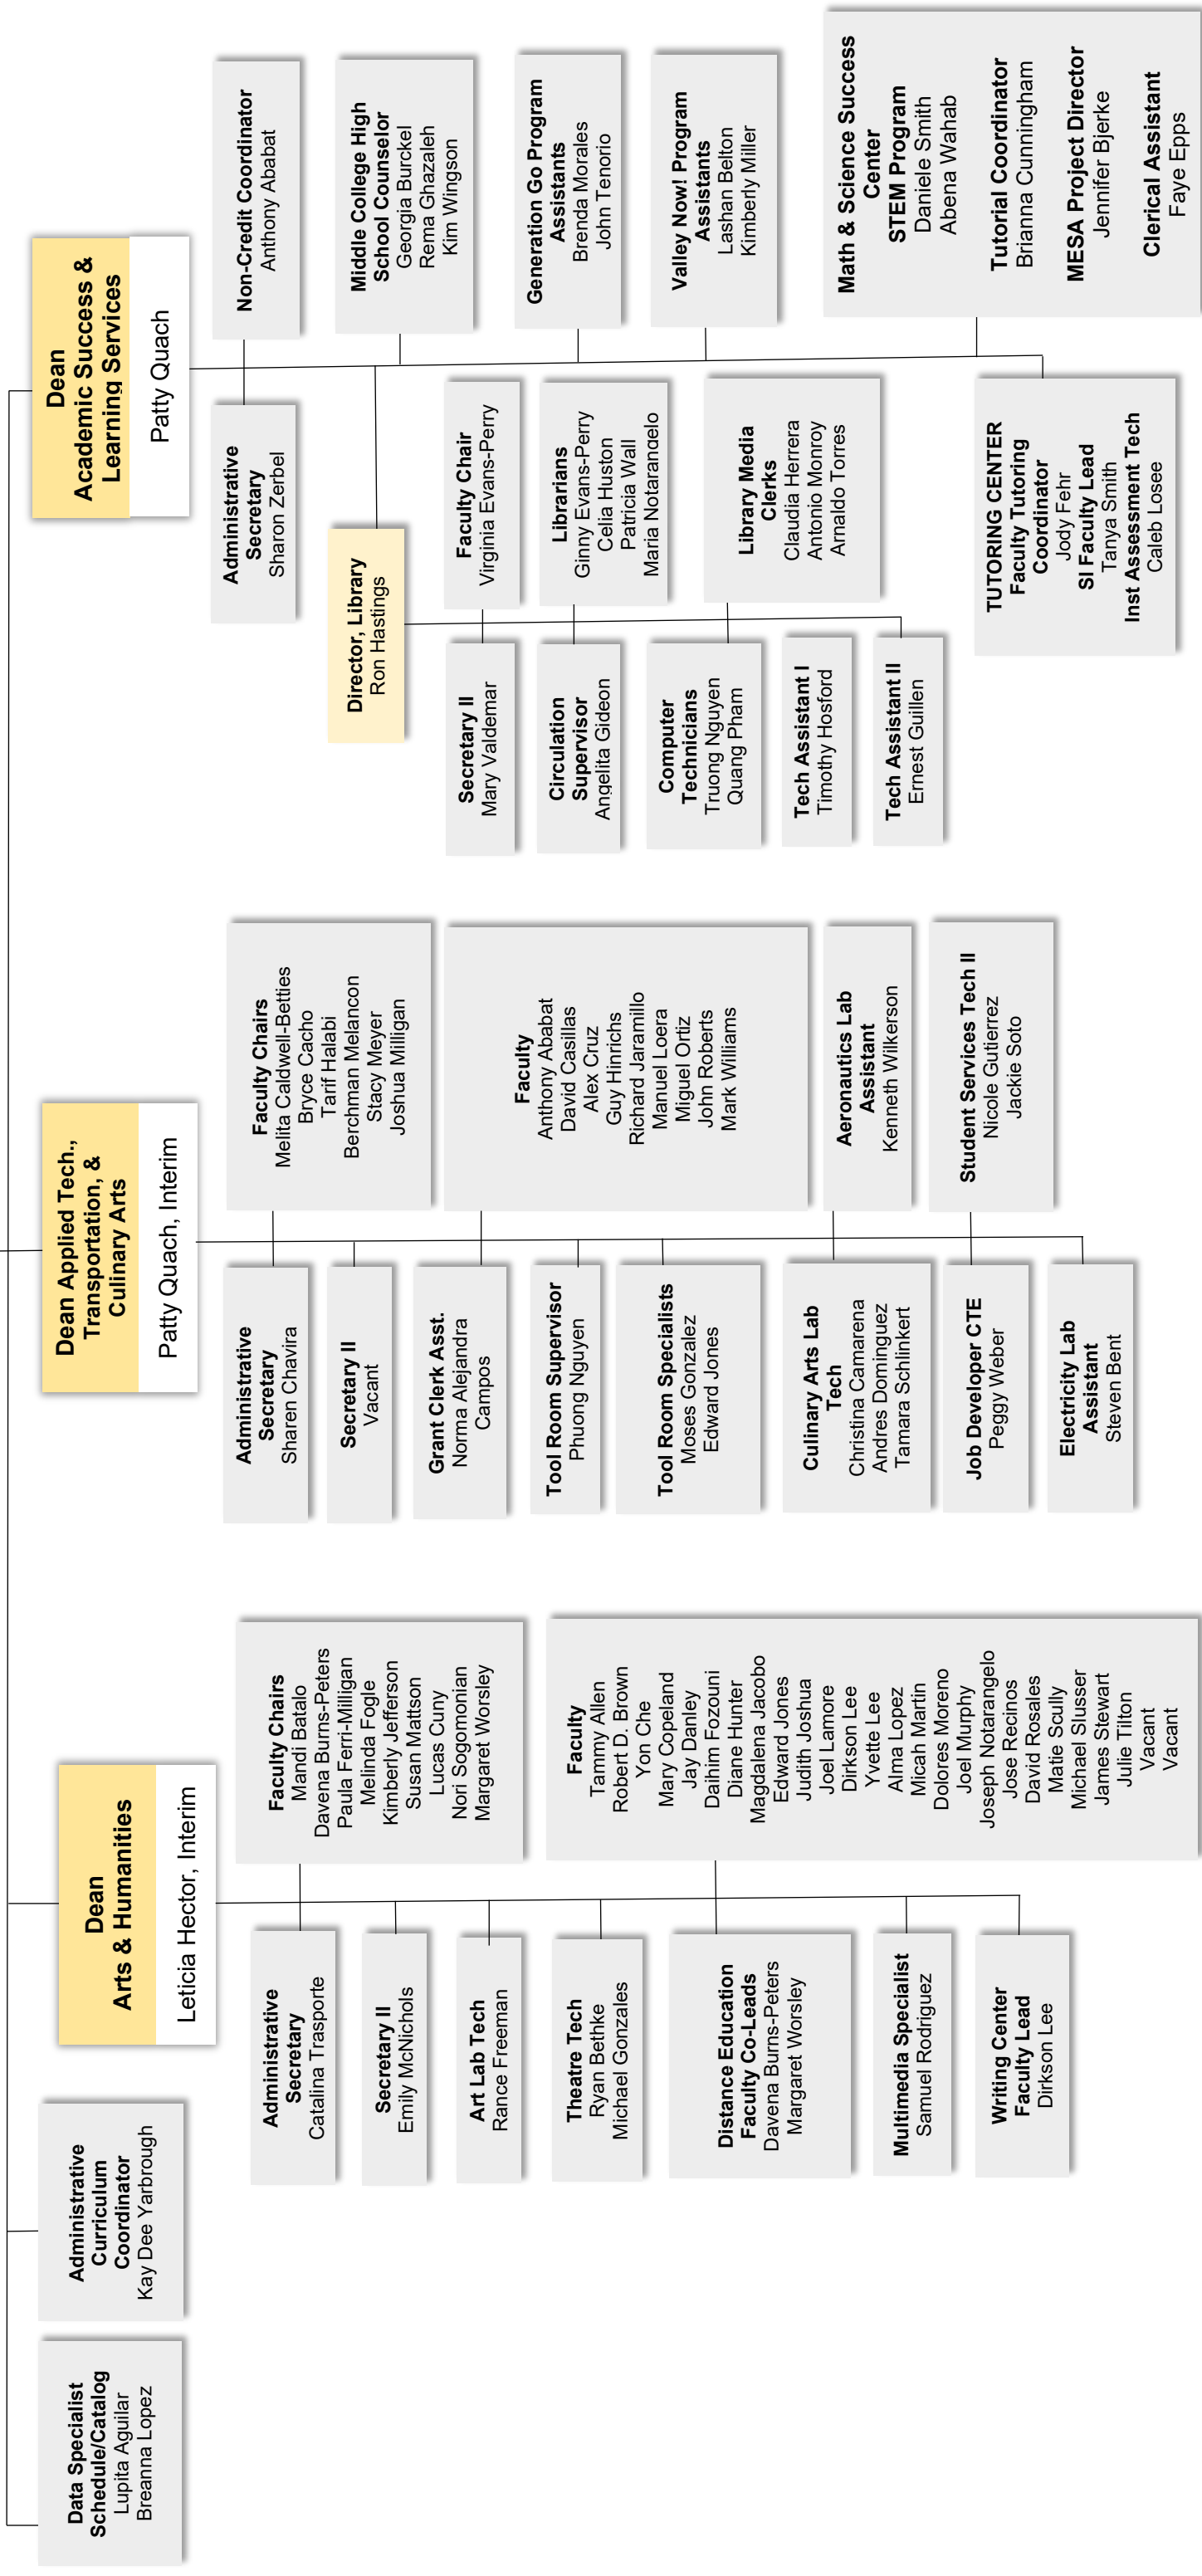 Data Specialist
Schedule/Catalog
Lupita Aguilar
Breanna Lopez
Administrative
Curriculum
Coordinator
Kay Dee Yarbrough
Dean
Arts & Humanities
Leticia Hector, Interim
Administrative
Secretary
Catalina Trasporte
Secretary II
Emily McNichols
Art Lab Tech
Rance Freeman
Theatre Tech
Ryan Bethke
Michael Gonzales
Distance Education
Faculty Co-Leads
Davena Burns-Peters
Margaret Worsley
Multimedia Specialist
Samuel Rodriguez
Writing Center
Faculty Lead
Dirkson Lee
Faculty Chairs
Mandi Batalo
Davena Burns-Peters
Paula Ferri-Milligan
Melinda Fogle
Kimberly Jefferson
Susan Mattson
Lucas Cuny
Nori Sogomonian
Margaret Worsley
Faculty
Tammy Allen
Robert D. Brown
Yon Che
Mary Copeland
Jay Danley
Daihim Fozouni
Diane Hunter
Magdalena Jacobo
Edward Jones
Judith Joshua
Joel Lamore
Dirkson Lee
Yvette Lee
Alma Lopez
Micah Martin
Dolores Moreno
Joel Murphy
Joseph Notarangelo
Jose Recinos
David Rosales
Matie Scully
Michael Slusser
James Stewart
Julie Tilton
Vacant
Vacant
Dean Applied Tech.,
Transportation, &
Culinary Arts
Patty Quach, Interim
Administrative
Secretary
Sharen Chavira
Secretary II
Vacant
Grant Clerk Asst.
Norma Alejandra
Campos
Tool Room Supervisor
Phuong Nguyen
Tool Room Specialists
Moses Gonzalez
Edward Jones
Culinary Arts Lab
Tech
Christina Camarena
Andres Dominguez
Tamara Schlinkert
Job Developer CTE
Peggy Weber
Electricity Lab
Assistant
Steven Bent
Faculty Chairs
Melita Caldwell-Betties
Bryce Cacho
Tarif Halabi
Berchman Melancon
Stacy Meyer
Joshua Milligan
Faculty
Anthony Ababat
David Casillas
Alex Cruz
Guy Hinrichs
Richard Jaramillo
Manuel Loera
Miguel Ortiz
John Roberts
Mark Williams
Aeronautics Lab
Assistant
Kenneth Wilkerson
Student Services Tech II
Nicole Gutierrez
Jackie Soto
Dean
Academic Success &
Learning Services
Patty Quach
Administrative
Secretary
Sharon Zerbel
Non-Credit Coordinator
Anthony Ababat
Director, Library
Ron Hastings
Secretary II
Mary Valdemar
Circulation
Supervisor
Angelita Gideon
Computer
Technicians
Truong Nguyen
Quang Pham
Tech Assistant I
Timothy Hosford
Tech Assistant II
Ernest Guillen
Faculty Chair
Virginia Evans-Perry
Librarians
Ginny Evans-Perry
Celia Huston
Patricia Wall
Maria Notarandelo
Library Media
Clerks
Claudia Herrera
Antonio Monroy
Arnaldo Torres
TUTORING CENTER
Faculty Tutoring
Coordinator
Jody Fehr
SI Faculty Lead
Tanya Smith
Inst Assessment Tech
Caleb Losee
Middle College High
School Counselor
Georgia Burckel
Rema Ghazaleh
Kim Wingson
Generation Go Program
Assistants
Brenda Morales
John Tenorio
Valley Now! Program
Assistants
Lashan Belton
Kimberly Miller
Math & Science Success
Center
STEM Program
Daniele Smith
Abena Wahab
Tutorial Coordinator
Brianna Cunningham
MESA Project Director
Jennifer Bjerke
Clerical Assistant
Faye Epps